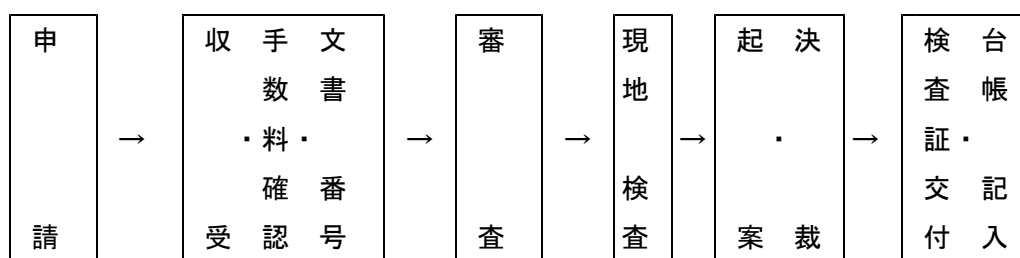 申請
→
収受・
手数料確認・
文書番号
→
審査
→
現地検査
→
起案・
決裁
→
検査証交付・
台帳記入